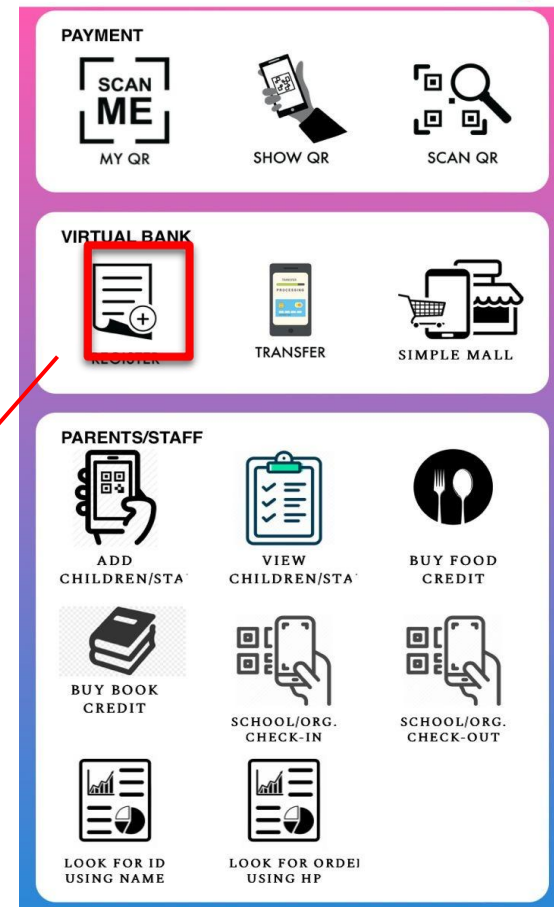 PAYMENT
SCAN
ME
MY QR
SHOW QR
SCAN QR
VIRTUAL BANK
REGISTER
PROCESSING
TRANSFER
SIMPLE MALL
PARENTS/STAFF
ADD
CHILDREN/STA
VIEW
CHILDREN/STA
BUY FOOD
CREDIT
BUY BOOK
CREDIT
SCHOOL/ORG.
CHECK-IN
SCHOOL/ORG.
CHECK-OUT
LOOK FOR ID
USING NAME
LOOK FOR ORDE
USING HP